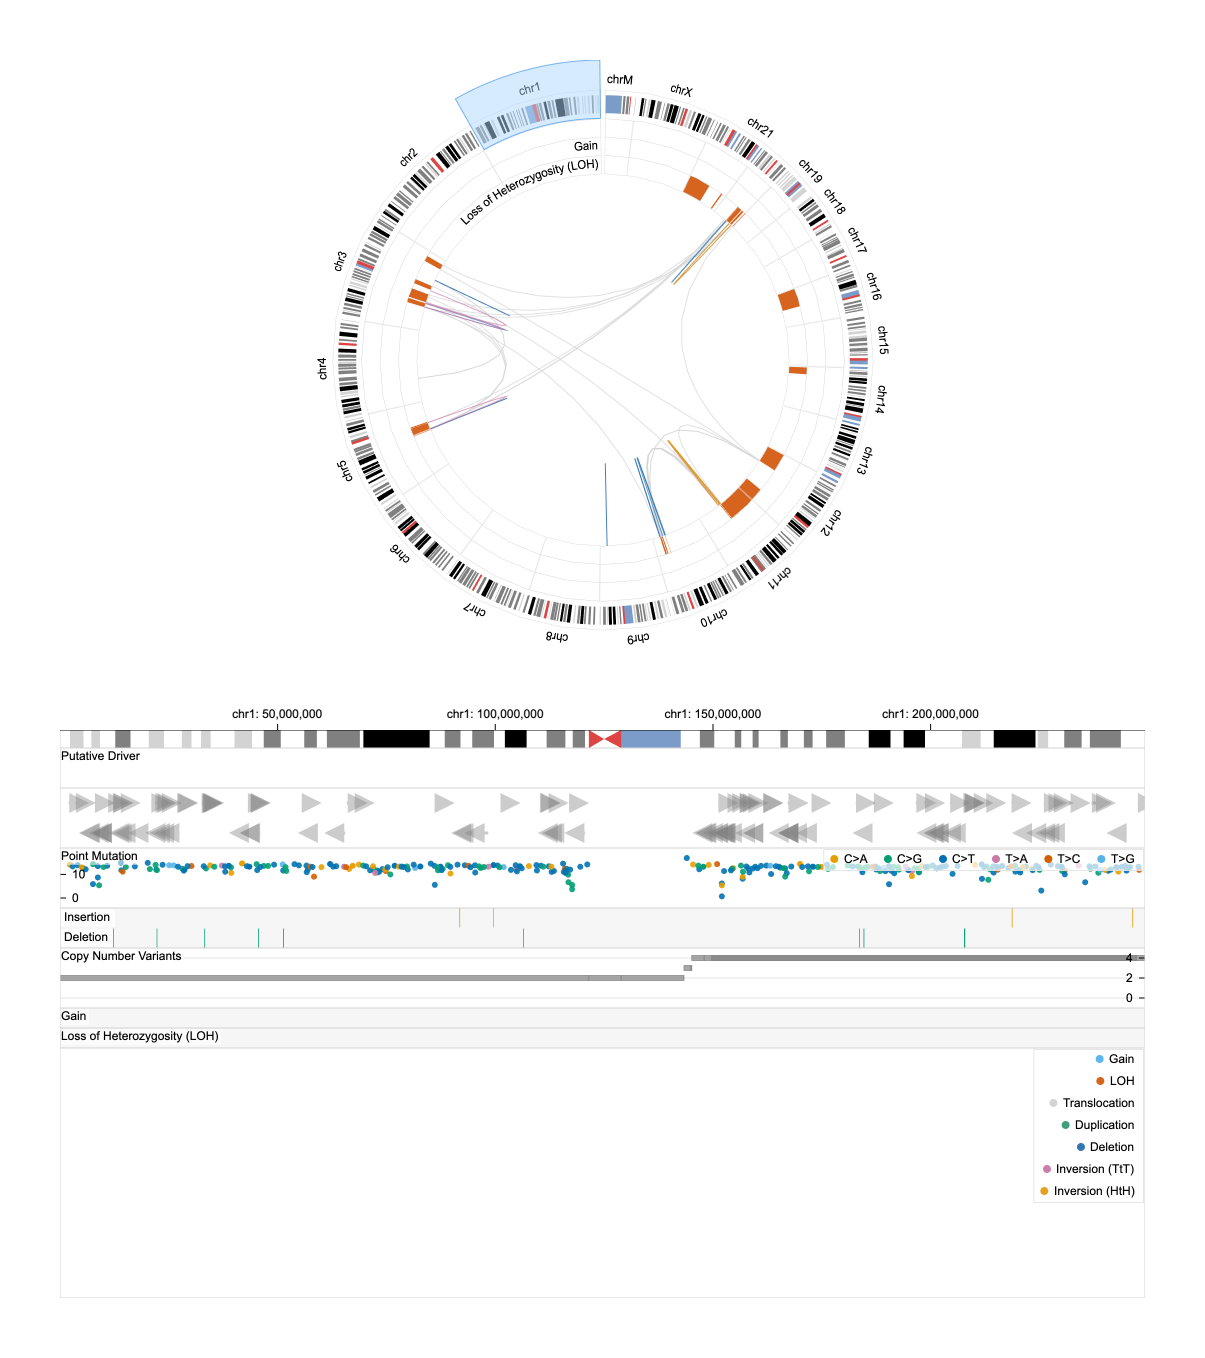 chrM
chrX
chr21
chr19
chr18
chr17
chr16
chr15
chr14
chr13
chr12
chr11
chr10
chr9
chr8
chr7
chr6
chr5
chr4
chr3
chr2
chr1
Gain
Loss of Heterozygosity (LOH)
chr1: 50,000,000 chr1: 100,000,000 chr1: 150,000,000 chr1: 200,000,000
Putative Driver
Point Mutation
C>A C>G C>T T>A T>C T>G
10
0
Insertion
Deletion
Copy Number Variants
4
2
0
Gain
Loss of Heterozygosity (LOH)
Gain
LOH
Translocation
Duplication
Deletion
Inversion (TtT)
Inversion (HtH)